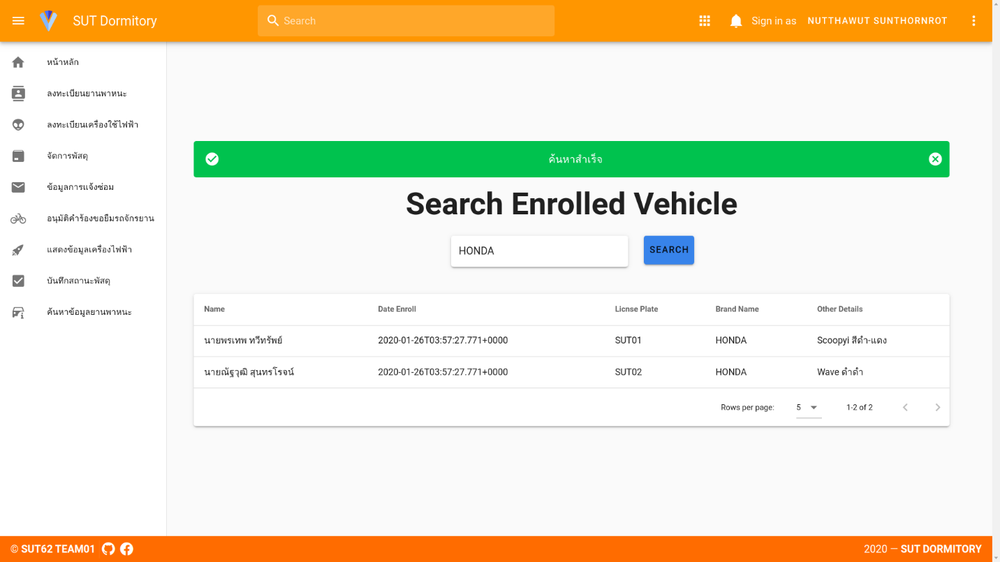 SUT Dormitory
Search
Sign in as NUTTHAWUT SUNTHORNROT
หน้าหลัก
ลงทะเบียนยานพาหนะ
ลงทะเบียนเครื่องใช้ไฟฟ้า
จัดการพัสดุ
ข้อมูลการแจ้งซ่อม
อนุมัติคำร้องขอยืมรถจักรยาน
แสดงข้อมูลเครื่องไฟฟ้า
บันทึกสถานะพัสดุ
ค้นหาข้อมูลยานพาหนะ
ค้นหาสำเร็จ
Search Enrolled Vehicle
HONDA SEARCH
Name Date Enroll Licnse Plate Brand Name Other Details
นายพรเทพ ทวีทรัพย์ 2020-01-26T03:57:27.771+0000 SUT01 HONDA Scoopyi สีดำ-แดง
นายณัฐวุฒิ สุนทรโรจน์ 2020-01-26T03:57:27.771+0000 SUT02 HONDA Wave ดำดำ
Rows per page: 5 1-2 of 2
© SUT62 TEAM01
2020 — SUT DORMITORY